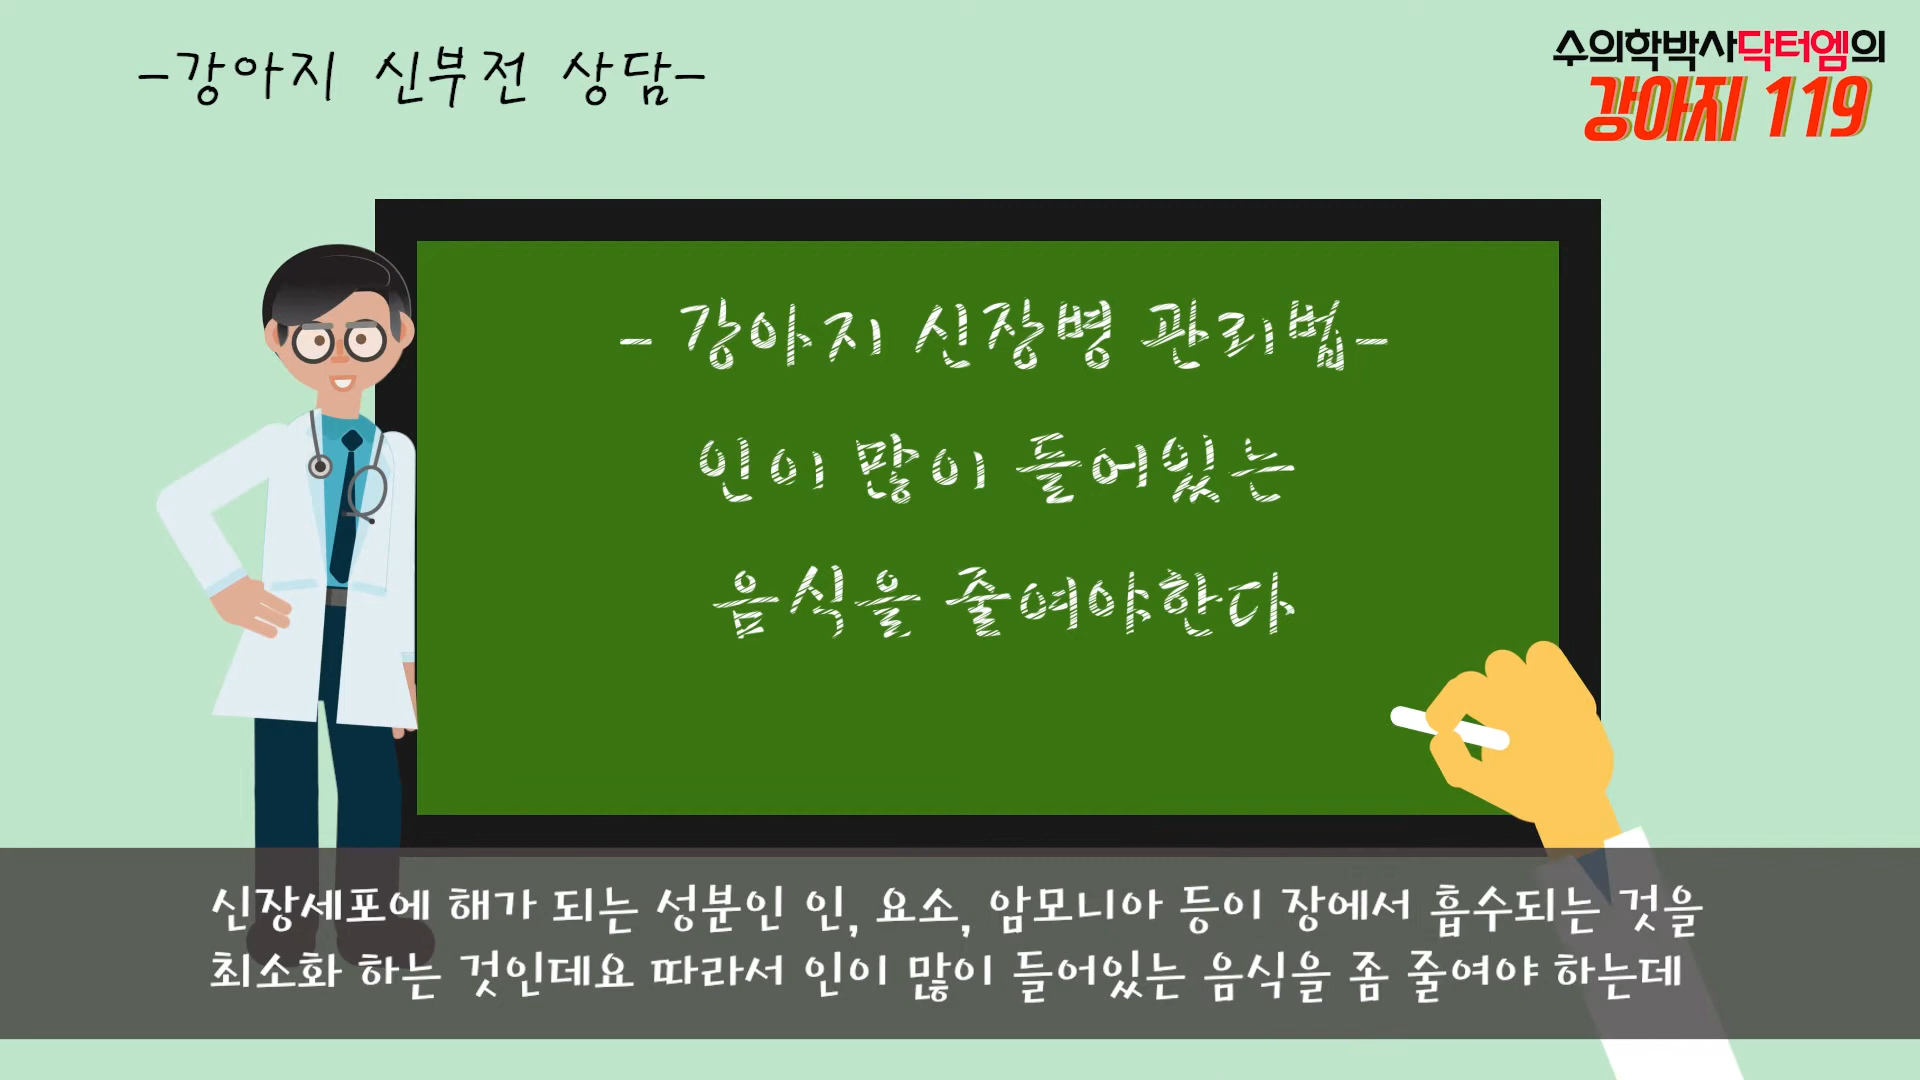 -강아지 신부전 상담-
수의학박사닥터엠의
강아지 119
- 강아지 신장병 관리법-
인이 많이 들어있는
음식을 줄여야한다
신장세포에 해가 되는 성분인 인, 요소, 암모니아 등이 장에서 흡수되는 것을
최소화 하는 것인데요 따라서 인이 많이 들어있는 음식을 좀 줄여야 하는데